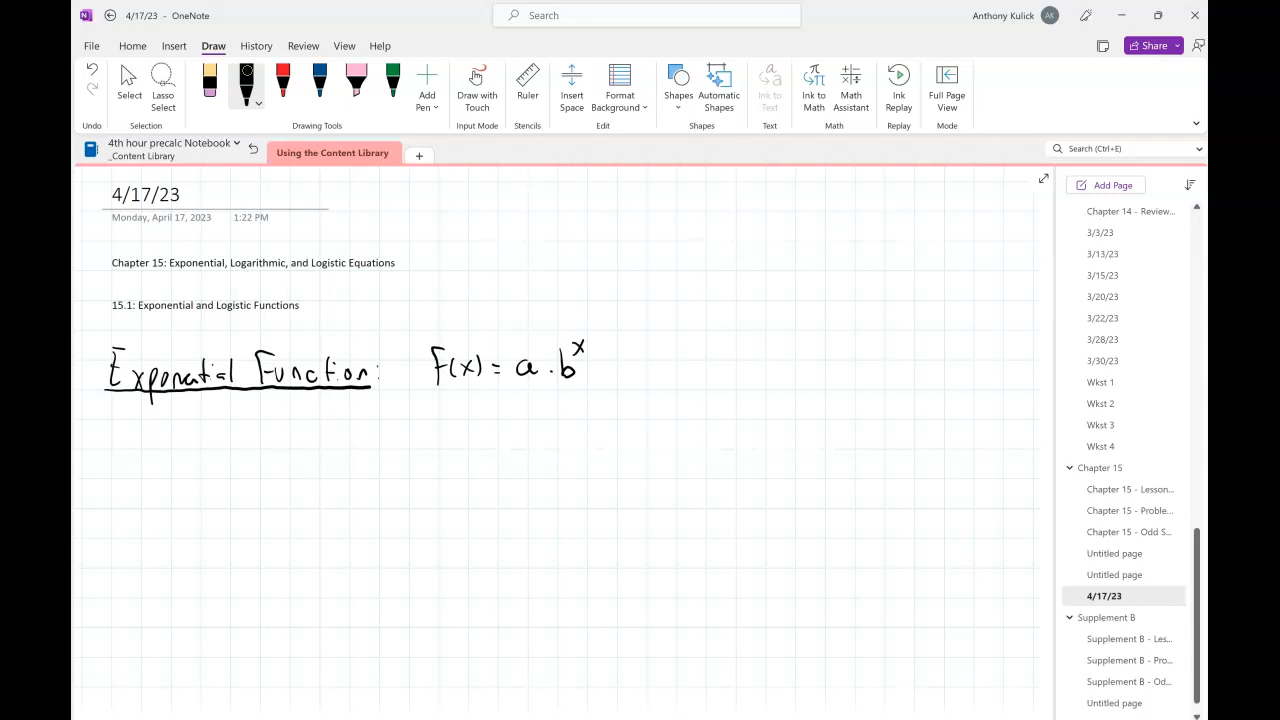 4/17/23 - OneNote
Search
Anthony Kulick
AK
File Home Insert Draw History Review View Help
Share
Select
Lasso Select
Add Pen
Draw with Touch
Ruler
Insert Space
Format Background
Shapes
Automatic Shapes
Ink to Text
Ink to Math
Math Assistant
Ink Replay
Full Page View
Undo Selection Drawing Tools Input Mode Stencils Edit Shapes Text Math Replay Mode
4th hour precalc Notebook
_Content Library
Using the Content Library
+
Search (Ctrl+E)
4/17/23
Monday, April 17, 2023 1:22 PM
Chapter 15: Exponential, Logarithmic, and Logistic Equations
15.1: Exponential and Logistic Functions
Exponential Function: F(x) = a · b^x
Add Page
Chapter 14 - Review...
3/3/23
3/13/23
3/15/23
3/20/23
3/22/23
3/28/23
3/30/23
Wkst 1
Wkst 2
Wkst 3
Wkst 4
Chapter 15
Chapter 15 - Lesson...
Chapter 15 - Proble...
Chapter 15 - Odd S...
Untitled page
Untitled page
4/17/23
Supplement B
Supplement B - Les...
Supplement B - Pro...
Supplement B - Od...
Untitled page